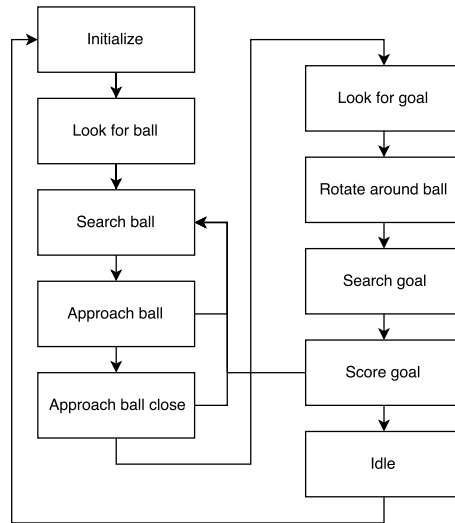 Initialize
Look for ball
Search ball
Approach ball
Approach ball close
Look for goal
Rotate around ball
Search goal
Score goal
Idle